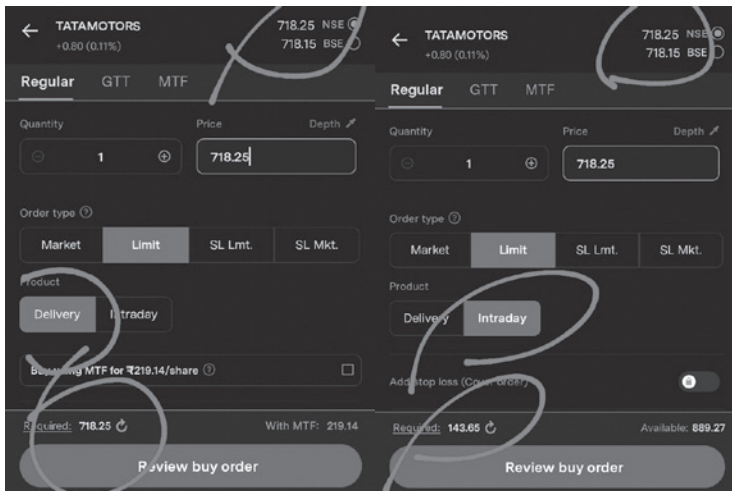 TATAMOTORS
+0.80 (0.11%)
718.25 NSE
718.15 BSE
Regular GTT MTF
Quantity Price Depth
1 718.25
Order type
Market Limit SL Lmt. SL Mkt.
Product
Delivery Intraday
MTF for ₹219.14/share
Required: 718.25 With MTF: 219.14
Review buy order
TATAMOTORS
+0.80 (0.11%)
718.25 NSE
718.15 BSE
Regular GTT MTF
Quantity Price Depth
1 718.25
Order type
Market Limit SL Lmt. SL Mkt.
Product
Delivery Intraday
Add stop loss (Cover order)
Required: 143.65 Available: 889.27
Review buy order